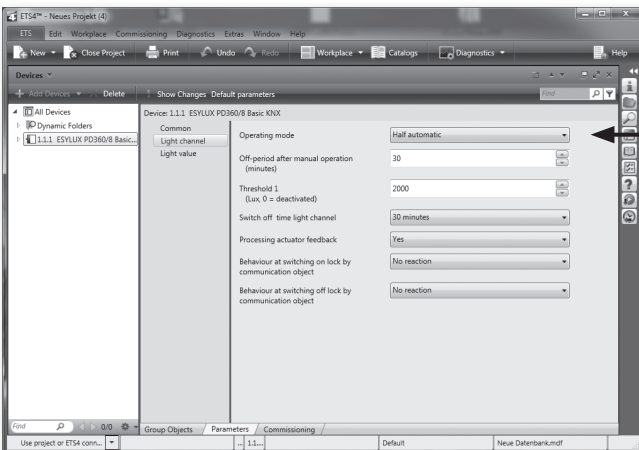 ETS4™ - Neues Projekt (4)
ETS Edit Workplace Commissioning Diagnostics Extras Window Help
New Close Project Print Undo Redo Workplace Catalogs Diagnostics Help
Devices
Add Devices Delete Show Changes Default parameters Find
All Devices
Dynamic Folders
1.1.1 ESYLUX PD360/8 Basic...
Device: 1.1.1 ESYLUX PD360/8 Basic KNX
Common
Light channel
Light value
Operating mode Half automatic
Off-period after manual operation
(minutes)
30
Threshold 1
(Lux, 0 = deactivated)
2000
Switch off time light channel 30 minutes
Processing actuator feedback Yes
Behaviour at switching on lock by
communication object
No reaction
Behaviour at switching off lock by
communication object
No reaction
Find 0/0 Group Objects Parameters Commissioning
Use project or ETS4 conn... ... 1.1... Default Neue Datenbank.mdf